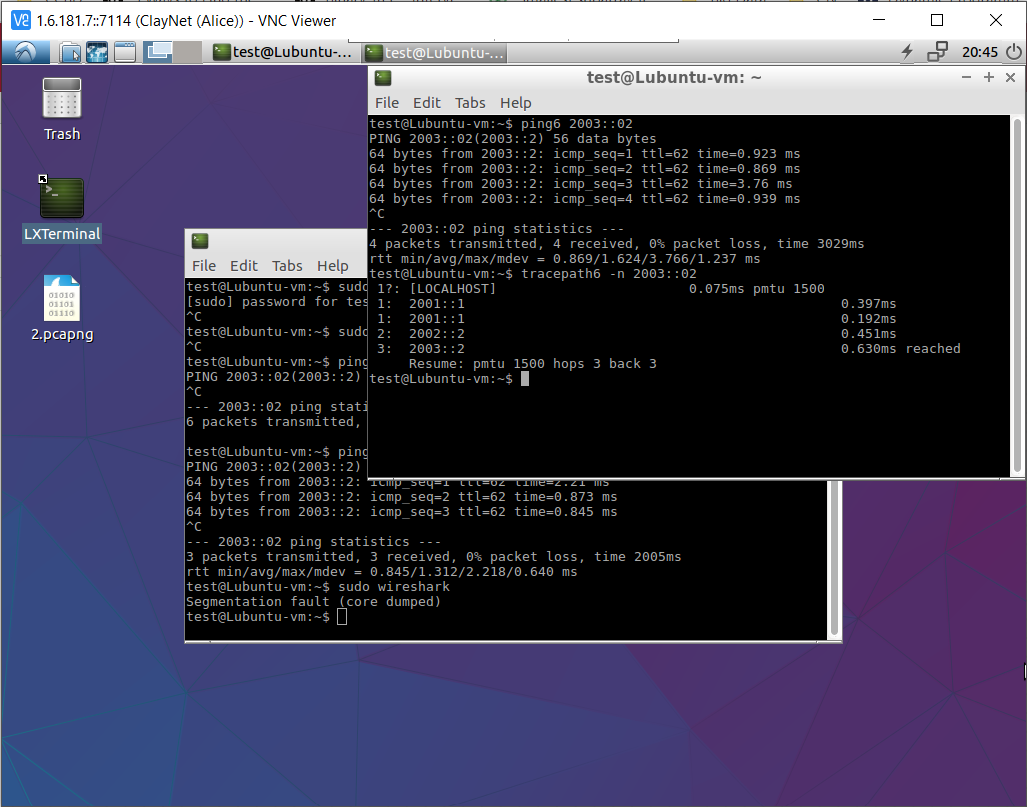 1.6.181.7::7114 (ClayNet (Alice)) - VNC Viewer
test@Lubuntu-...
test@Lubuntu-...
20:45
Trash
LXTerminal
01010
01101
01110
2.pcapng
test@Lubuntu-vm: ~
File Edit Tabs Help
test@Lubuntu-vm:~$ ping6 2003::02
PING 2003::02(2003::2) 56 data bytes
64 bytes from 2003::2: icmp_seq=1 ttl=62 time=0.923 ms
64 bytes from 2003::2: icmp_seq=2 ttl=62 time=0.869 ms
64 bytes from 2003::2: icmp_seq=3 ttl=62 time=3.76 ms
64 bytes from 2003::2: icmp_seq=4 ttl=62 time=0.939 ms
^C
--- 2003::02 ping statistics ---
4 packets transmitted, 4 received, 0% packet loss, time 3029ms
rtt min/avg/max/mdev = 0.869/1.624/3.766/1.237 ms
test@Lubuntu-vm:~$ tracepath6 -n 2003::02
1?: [LOCALHOST] 0.075ms pmtu 1500
1: 2001::1 0.397ms
1: 2001::1 0.192ms
2: 2002::2 0.451ms
3: 2003::2 0.630ms reached
Resume: pmtu 1500 hops 3 back 3
test@Lubuntu-vm:~$
File Edit Tabs Help
test@Lubuntu-vm:~$ sudo
[sudo] password for tes
^C
test@Lubuntu-vm:~$ sudo
^C
test@Lubuntu-vm:~$ ping
PING 2003::02(2003::2)
^C
--- 2003::02 ping stati
6 packets transmitted,
test@Lubuntu-vm:~$ ping
PING 2003::02(2003::2)
64 bytes from 2003::2: icmp_seq=1 ttl=62 time=2.21 ms
64 bytes from 2003::2: icmp_seq=2 ttl=62 time=0.873 ms
64 bytes from 2003::2: icmp_seq=3 ttl=62 time=0.845 ms
^C
--- 2003::02 ping statistics ---
3 packets transmitted, 3 received, 0% packet loss, time 2005ms
rtt min/avg/max/mdev = 0.845/1.312/2.218/0.640 ms
test@Lubuntu-vm:~$ sudo wireshark
Segmentation fault (core dumped)
test@Lubuntu-vm:~$